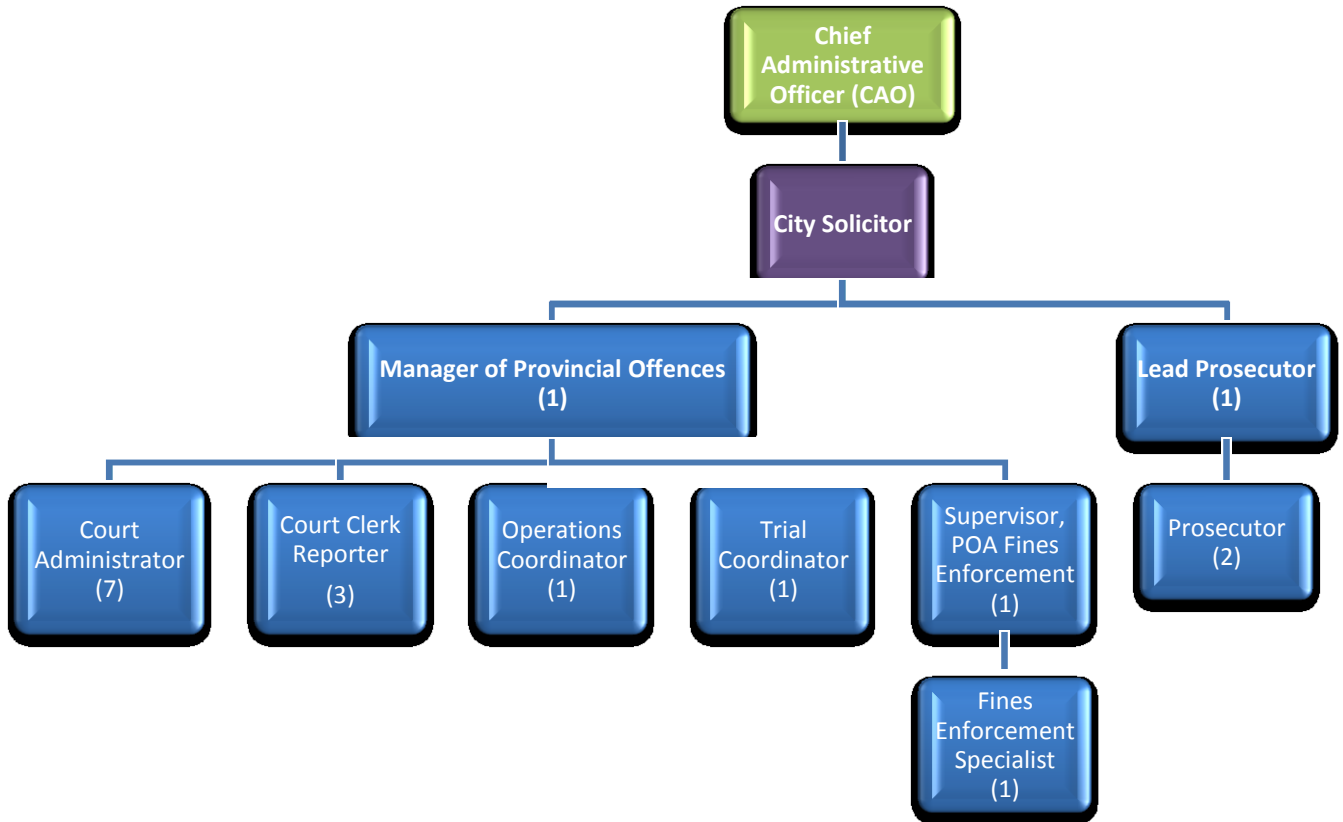 Chief
Administrative
Officer (CAO)
City Solicitor
Manager of Provincial Offences
(1)
Lead Prosecutor
(1)
Court
Administrator
(7)
Court Clerk
Reporter
(3)
Operations
Coordinator
(1)
Trial
Coordinator
(1)
Supervisor,
POA Fines
Enforcement
(1)
Prosecutor
(2)
Fines
Enforcement
Specialist
(1)